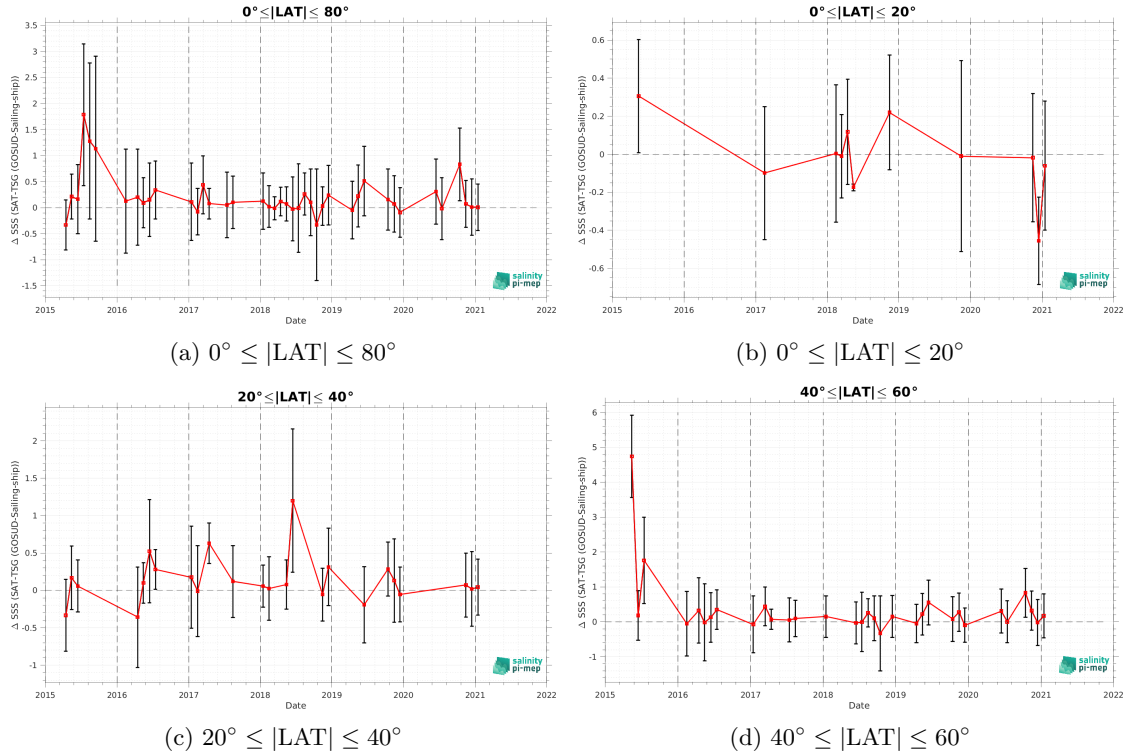 0°≤|LAT|≤ 80°
3.5
3
2.5
2
1.5
1
0.5
0
-0.5
-1
-1.5
Δ SSS (SAT-TSG (GOSUD-Sailing-ship))
2015 2016 2017 2018 2019 2020 2021 2022
Date
salinity
pi-mep
(a) 0° ≤ |LAT| ≤ 80°
0°≤|LAT|≤ 20°
0.6
0.4
0.2
0
-0.2
-0.4
-0.6
Δ SSS (SAT-TSG (GOSUD-Sailing-ship))
2015 2016 2017 2018 2019 2020 2021 2022
Date
salinity
pi-mep
(b) 0° ≤ |LAT| ≤ 20°
20°≤|LAT|≤ 40°
2
1.5
1
0.5
0
-0.5
-1
Δ SSS (SAT-TSG (GOSUD-Sailing-ship))
2015 2016 2017 2018 2019 2020 2021 2022
Date
salinity
pi-mep
(c) 20° ≤ |LAT| ≤ 40°
40°≤|LAT|≤ 60°
6
5
4
3
2
1
0
-1
Δ SSS (SAT-TSG (GOSUD-Sailing-ship))
2015 2016 2017 2018 2019 2020 2021 2022
Date
salinity
pi-mep
(d) 40° ≤ |LAT| ≤ 60°